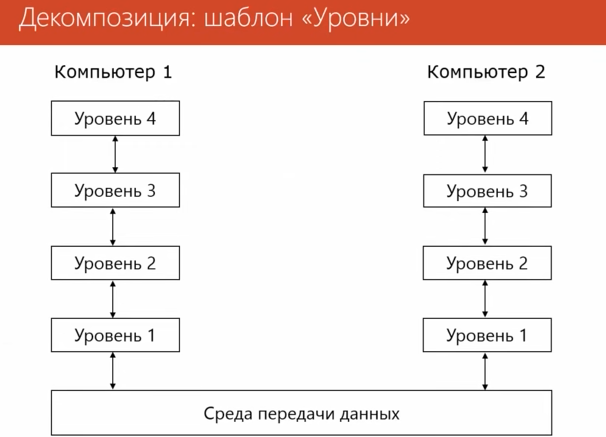 Декомпозиция: шаблон «Уровни»
Компьютер 1
Компьютер 2
Уровень 4
Уровень 4
Уровень 3
Уровень 3
Уровень 2
Уровень 2
Уровень 1
Уровень 1
Среда передачи данных